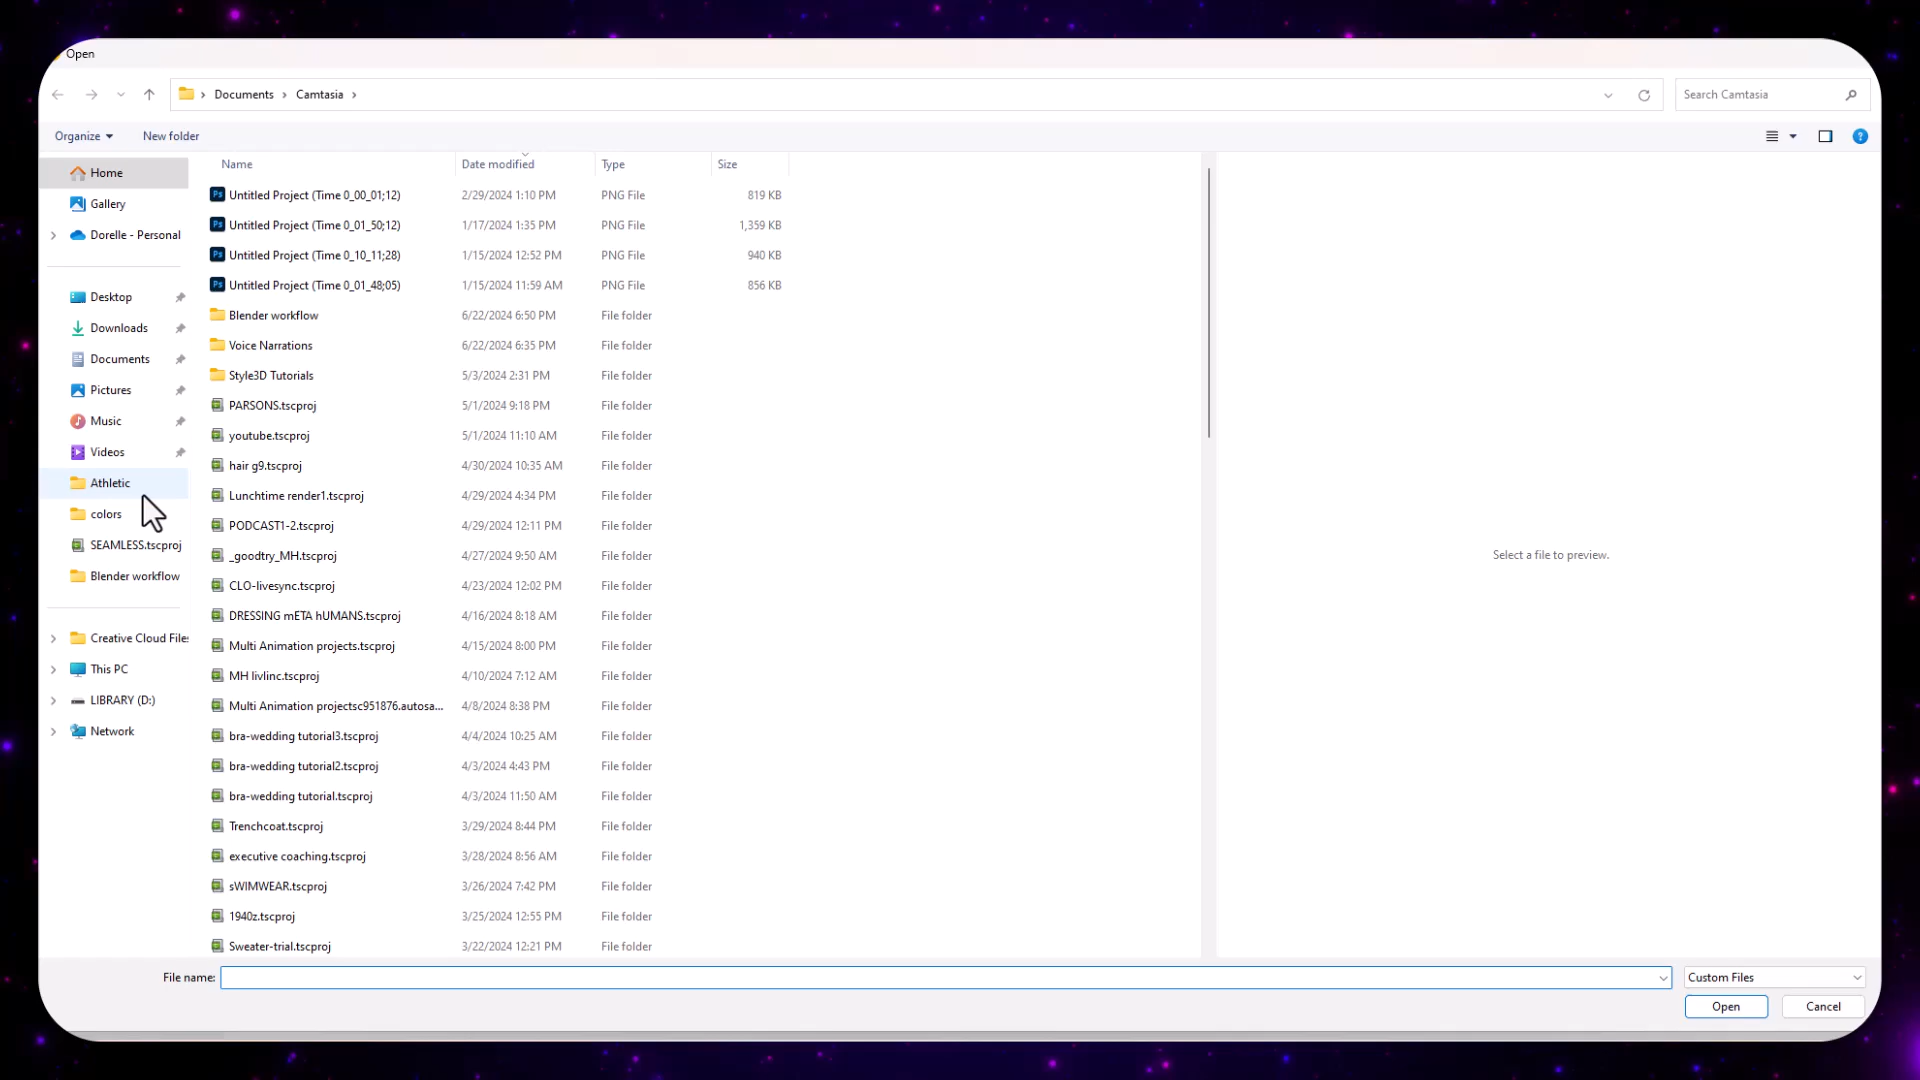 Open
Documents
Camtasia
Search Camtasia
Organize
New folder
Home
Gallery
Dorelle - Personal
Desktop
Downloads
Documents
Pictures
Music
Videos
Athletic
colors
SEAMLESS.tscproj
Blender workflow
Creative Cloud Files
This PC
LIBRARY (D:)
Network
Name Date modified Type Size
Untitled Project (Time 0_00_01;12) 2/29/2024 1:10 PM PNG File 819 KB
Untitled Project (Time 0_01_50;12) 1/17/2024 1:35 PM PNG File 1,359 KB
Untitled Project (Time 0_10_11;28) 1/15/2024 12:52 PM PNG File 940 KB
Untitled Project (Time 0_01_48;05) 1/15/2024 11:59 AM PNG File 856 KB
Blender workflow 6/22/2024 6:50 PM File folder
Voice Narrations 6/22/2024 6:35 PM File folder
Style3D Tutorials 5/3/2024 2:31 PM File folder
PARSONS.tscproj 5/1/2024 9:18 PM File folder
youtube.tscproj 5/1/2024 11:10 AM File folder
hair g9.tscproj 4/30/2024 10:35 AM File folder
Lunchtime render1.tscproj 4/29/2024 4:34 PM File folder
PODCAST1-2.tscproj 4/29/2024 12:11 PM File folder
_goodtry_MH.tscproj 4/27/2024 9:50 AM File folder
CLO-livesync.tscproj 4/23/2024 12:02 PM File folder
DRESSING mETA hUMANS.tscproj 4/16/2024 8:18 AM File folder
Multi Animation projects.tscproj 4/15/2024 8:00 PM File folder
MH livlinc.tscproj 4/10/2024 7:12 AM File folder
Multi Animation projectsc951876.autosa... 4/8/2024 8:38 PM File folder
bra-wedding tutorial3.tscproj 4/4/2024 10:25 AM File folder
bra-wedding tutorial2.tscproj 4/3/2024 4:43 PM File folder
bra-wedding tutorial.tscproj 4/3/2024 11:50 AM File folder
Trenchcoat.tscproj 3/29/2024 8:44 PM File folder
executive coaching.tscproj 3/28/2024 8:56 AM File folder
sWIMWEAR.tscproj 3/26/2024 7:42 PM File folder
1940z.tscproj 3/25/2024 12:55 PM File folder
Sweater-trial.tscproj 3/22/2024 12:21 PM File folder
Select a file to preview.
File name:
Custom Files
Open
Cancel